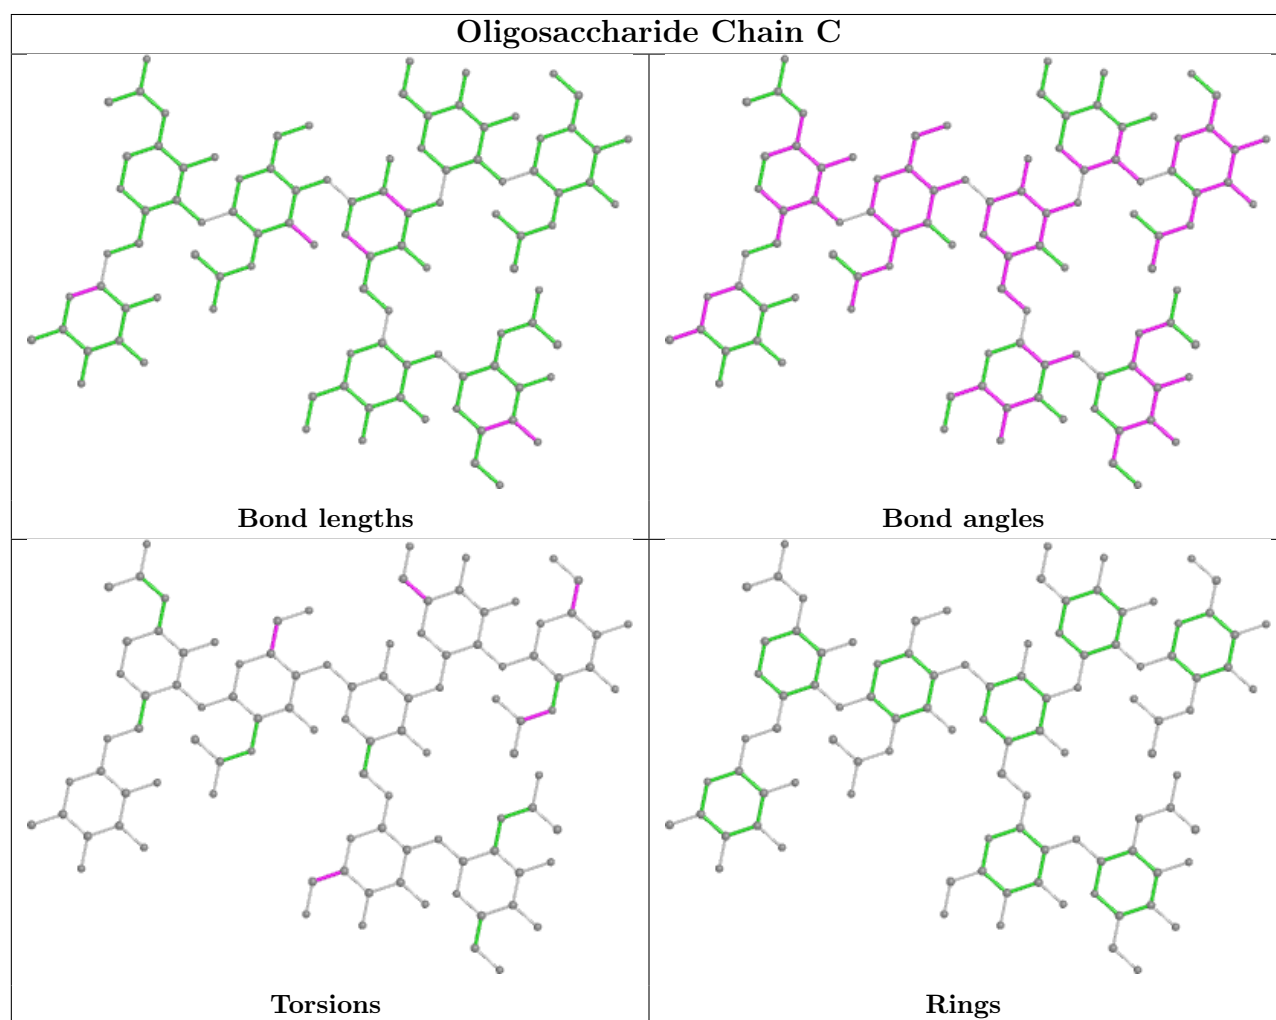 Oligosaccharide Chain C
Bond lengths
Bond angles
Torsions
Rings